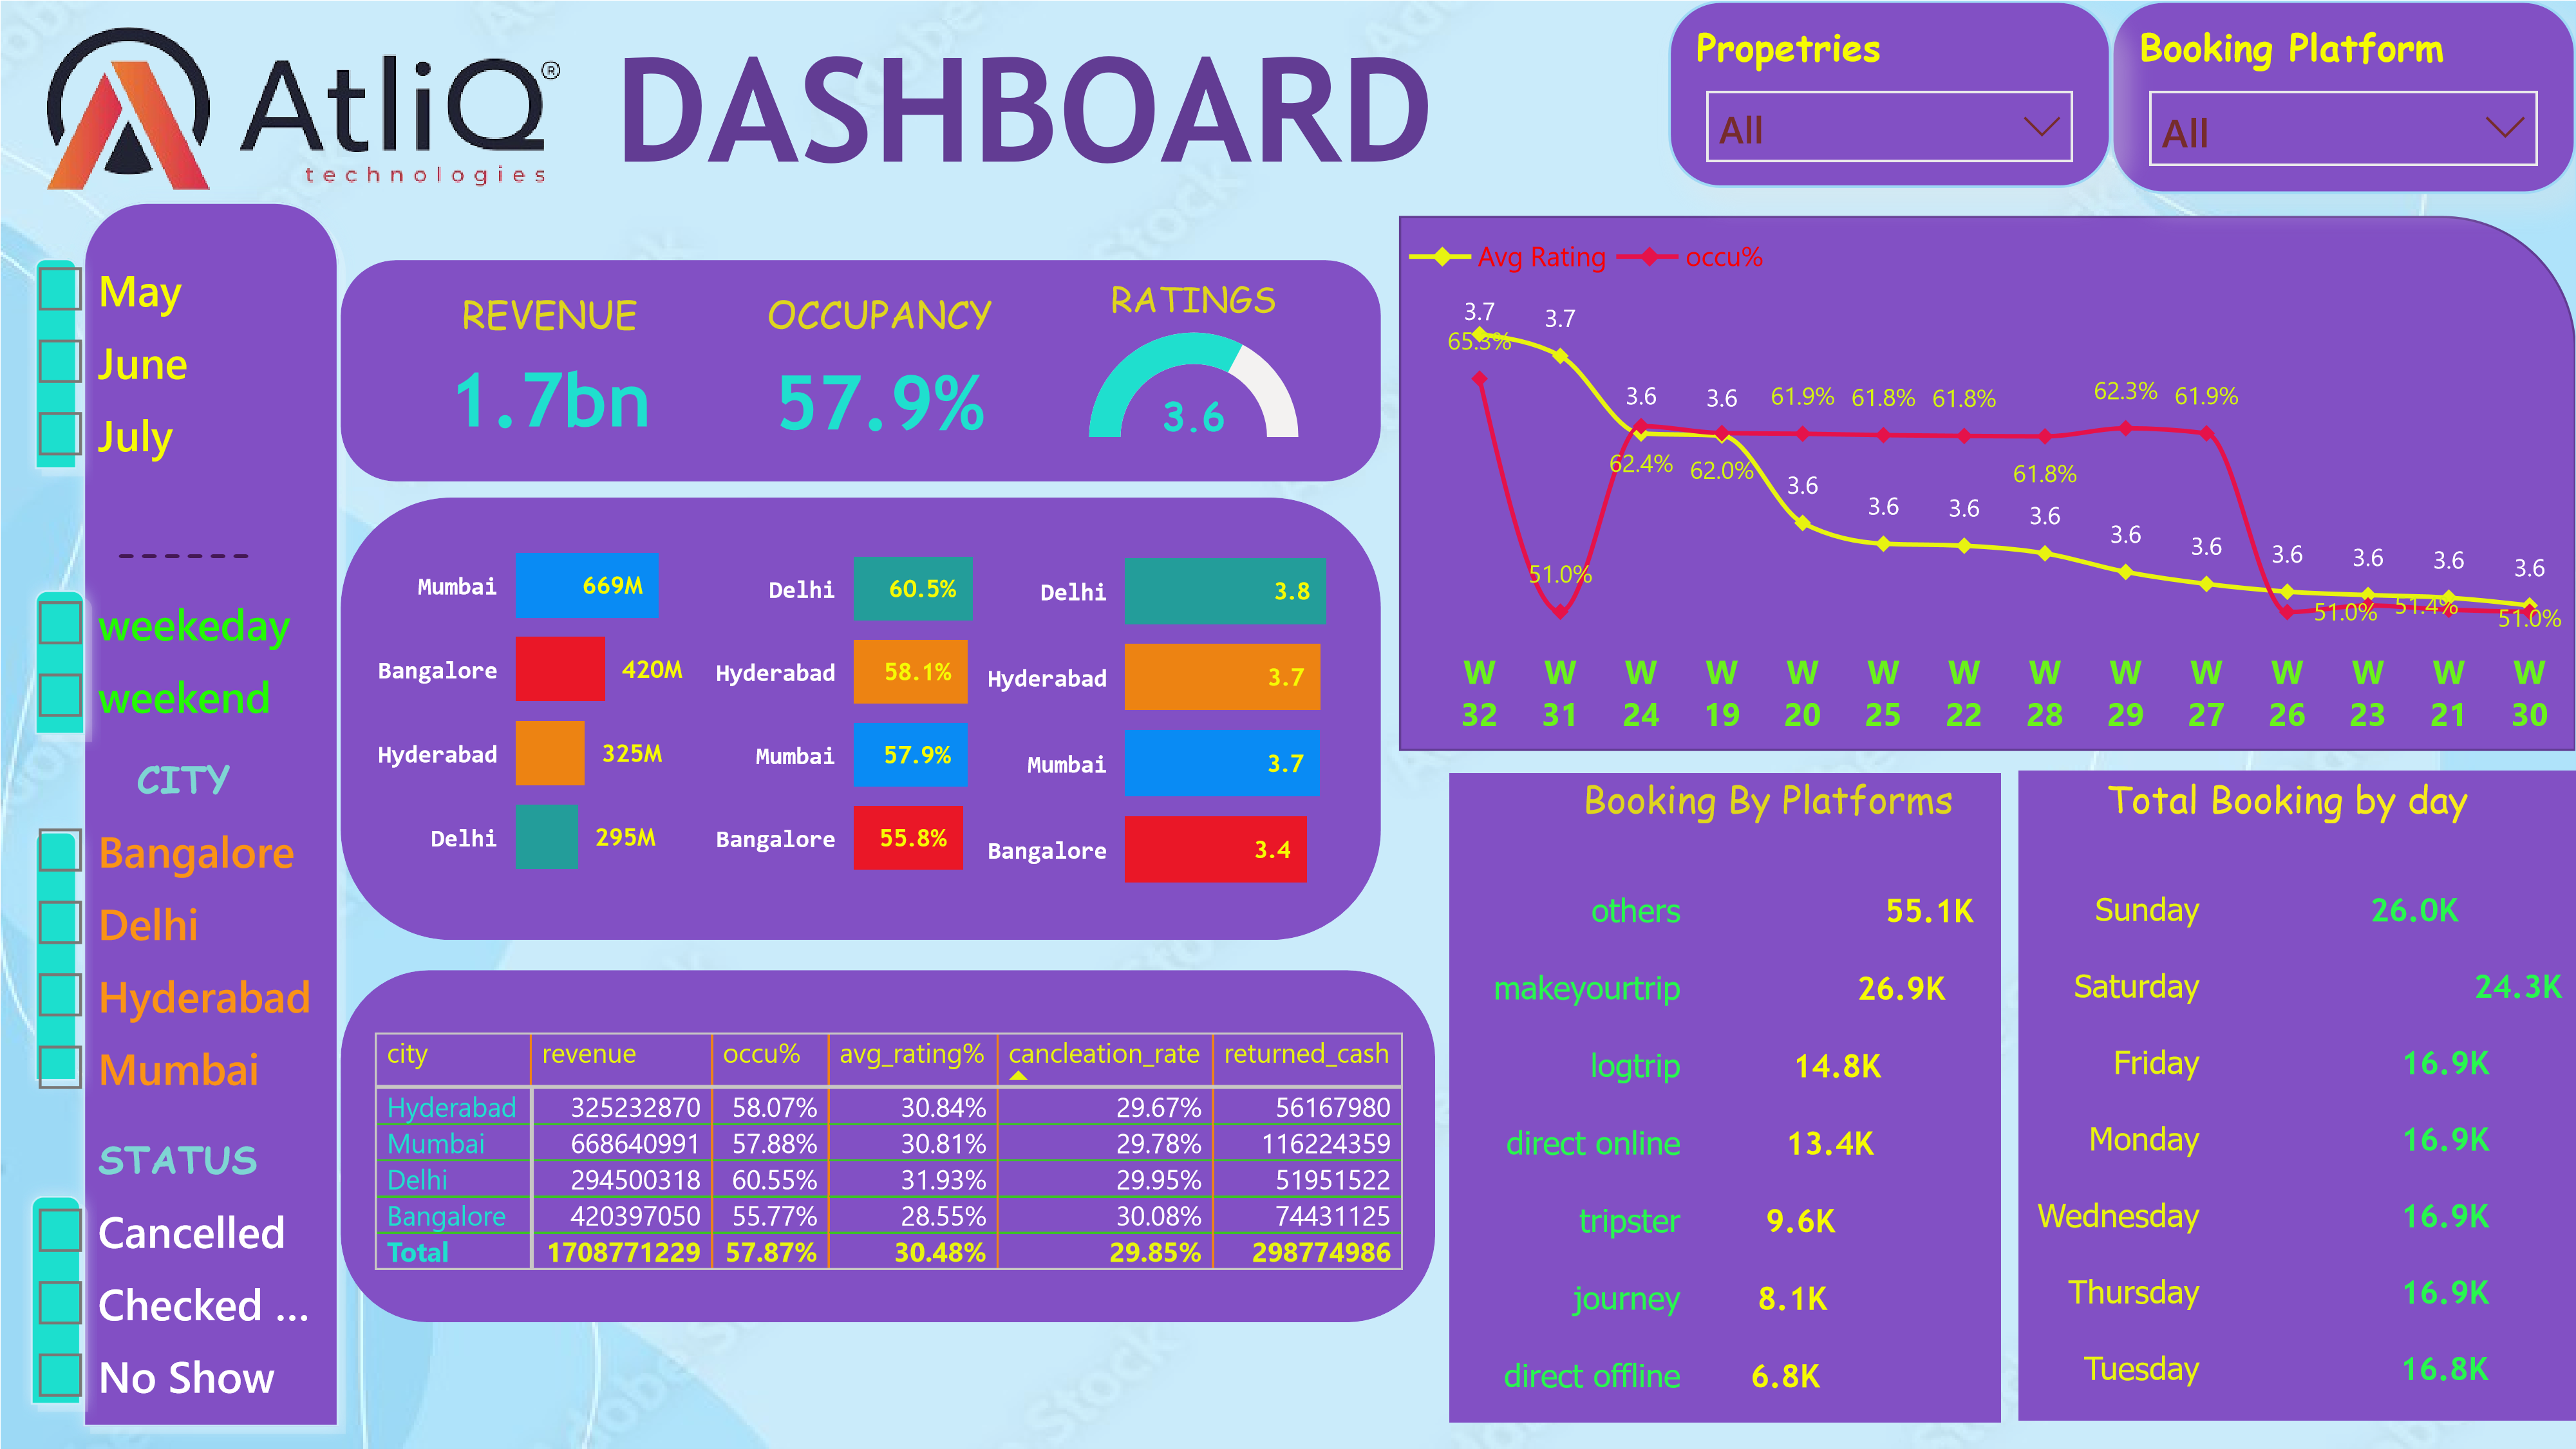 AtliQ®
technologies
DASHBOARD
Propetries
All
Booking Platform
All
May
June
July
------
weekeday
weekend
CITY
Bangalore
Delhi
Hyderabad
Mumbai
STATUS
Cancelled
Checked ...
No Show
REVENUE
1.7bn
OCCUPANCY
57.9%
RATINGS
3.6
Mumbai 669M
Bangalore 420M
Hyderabad 325M
Delhi 295M
Delhi 60.5%
Hyderabad 58.1%
Mumbai 57.9%
Bangalore 55.8%
Delhi 3.8
Hyderabad 3.7
Mumbai 3.7
Bangalore 3.4
Avg Rating occu%
3.7 3.7 3.6 3.6 3.6 3.6 3.6 3.6 3.6 3.6 3.6 3.6 3.6 3.6
65.3% 51.0% 62.4% 62.0% 61.9% 61.8% 61.8% 61.8% 62.3% 61.9% 51.0% 51.4% 51.0%
W W W W W W W W W W W W W W
32 31 24 19 20 25 22 28 29 27 26 23 21 30
city revenue occu% avg_rating% cancleation_rate returned_cash
Hyderabad 325232870 58.07% 30.84% 29.67% 56167980
Mumbai 668640991 57.88% 30.81% 29.78% 116224359
Delhi 294500318 60.55% 31.93% 29.95% 51951522
Bangalore 420397050 55.77% 28.55% 30.08% 74431125
Total 1708771229 57.87% 30.48% 29.85% 298774986
Booking By Platforms
others 55.1K
makeyourtrip 26.9K
logtrip 14.8K
direct online 13.4K
tripster 9.6K
journey 8.1K
direct offline 6.8K
Total Booking by day
Sunday 26.0K
Saturday 24.3K
Friday 16.9K
Monday 16.9K
Wednesday 16.9K
Thursday 16.9K
Tuesday 16.8K